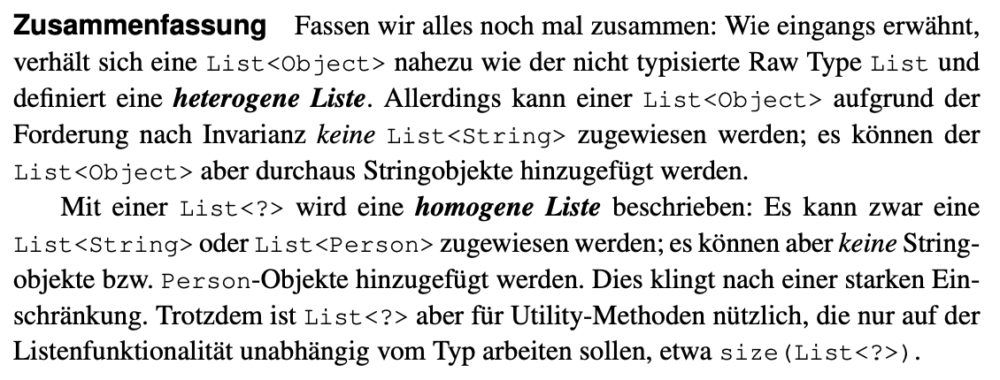 Zusammenfassung Fassen wir alles noch mal zusammen: Wie eingangs erwähnt,
verhält sich eine List<Object> nahezu wie der nicht typisierte Raw Type List und
definiert eine heterogene Liste. Allerdings kann einer List<Object> aufgrund der
Forderung nach Invarianz keine List<String> zugewiesen werden; es können der
List<Object> aber durchaus Stringobjekte hinzugefügt werden.
Mit einer List<?> wird eine homogene Liste beschrieben: Es kann zwar eine
List<String> oder List<Person> zugewiesen werden; es können aber keine String-
objekte bzw. Person-Objekte hinzugefügt werden. Dies klingt nach einer starken Ein-
schränkung. Trotzdem ist List<?> aber für Utility-Methoden nützlich, die nur auf der
Listenfunktionalität unabhängig vom Typ arbeiten sollen, etwa size(List<?>).